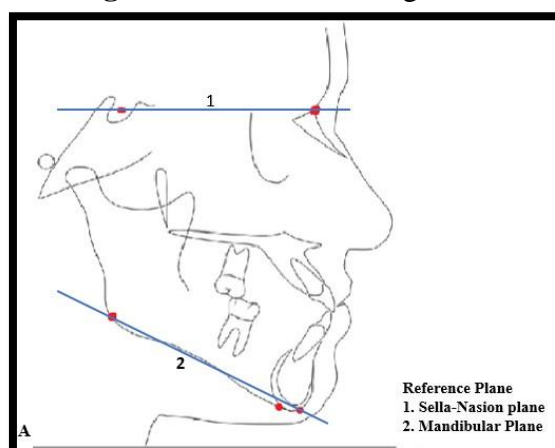 1
2
Reference Plane
1. Sella-Nasion plane
2. Mandibular Plane
A